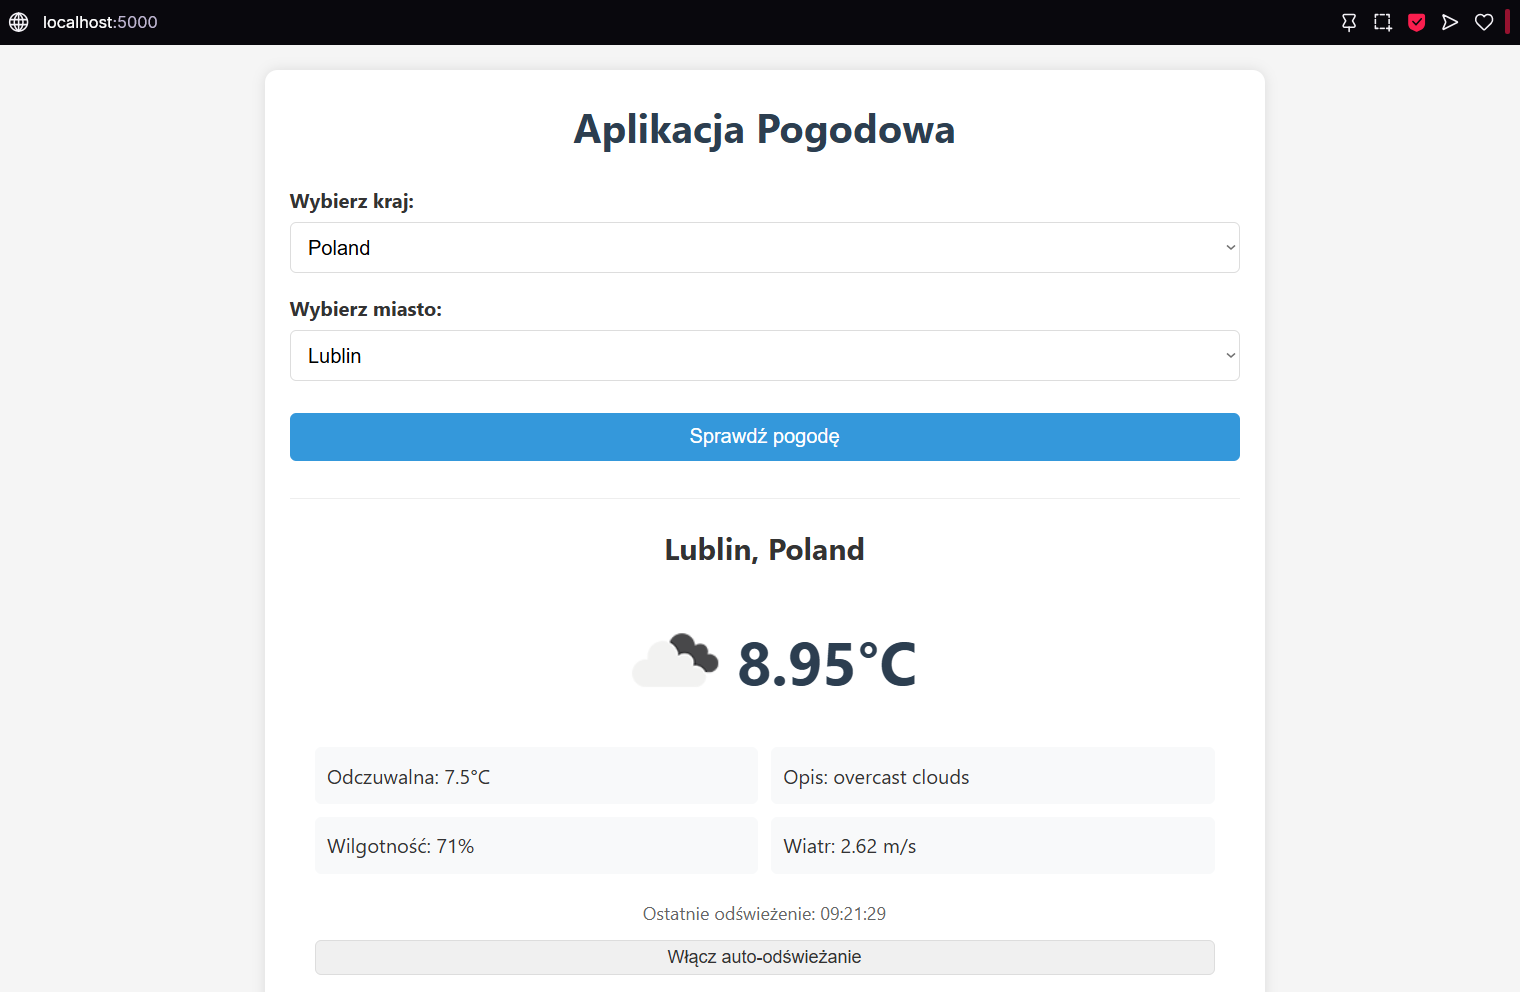 localhost:5000
Aplikacja Pogodowa
Wybierz kraj:
Poland
Wybierz miasto:
Lublin
Sprawdź pogodę
Lublin, Poland
8.95°C
Odczuwalna: 7.5°C
Opis: overcast clouds
Wilgotność: 71%
Wiatr: 2.62 m/s
Ostatnie odświeżenie: 09:21:29
Włącz auto-odświeżanie